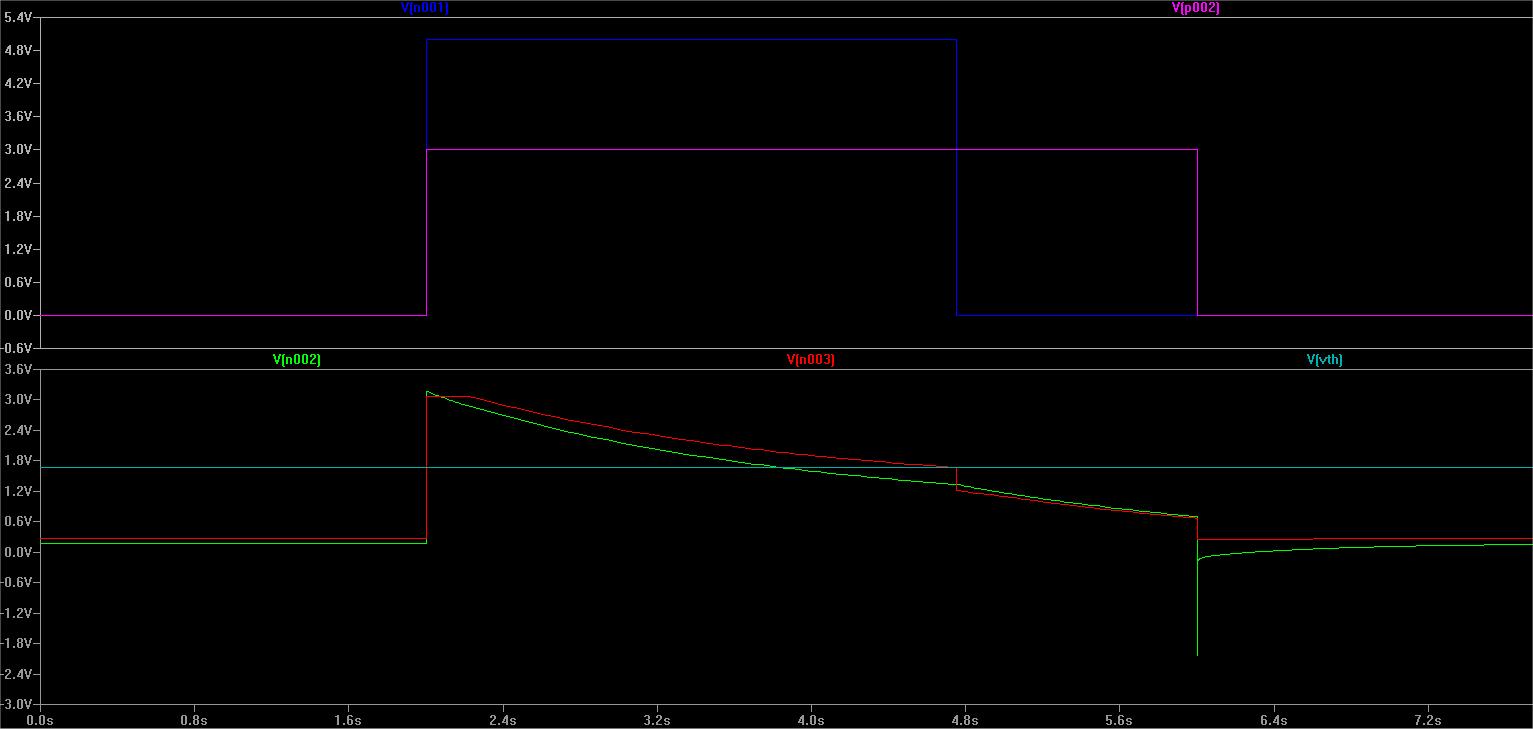 V(n001) V(p002)
5.4V
4.8V
4.2V
3.6V
3.0V
2.4V
1.8V
1.2V
0.6V
0.0V
-0.6V
V(n002) V(n003) V(vth)
3.6V
3.0V
2.4V
1.8V
1.2V
0.6V
0.0V
-0.6V
-1.2V
-1.8V
-2.4V
-3.0V
0.0s 0.8s 1.6s 2.4s 3.2s 4.0s 4.8s 5.6s 6.4s 7.2s